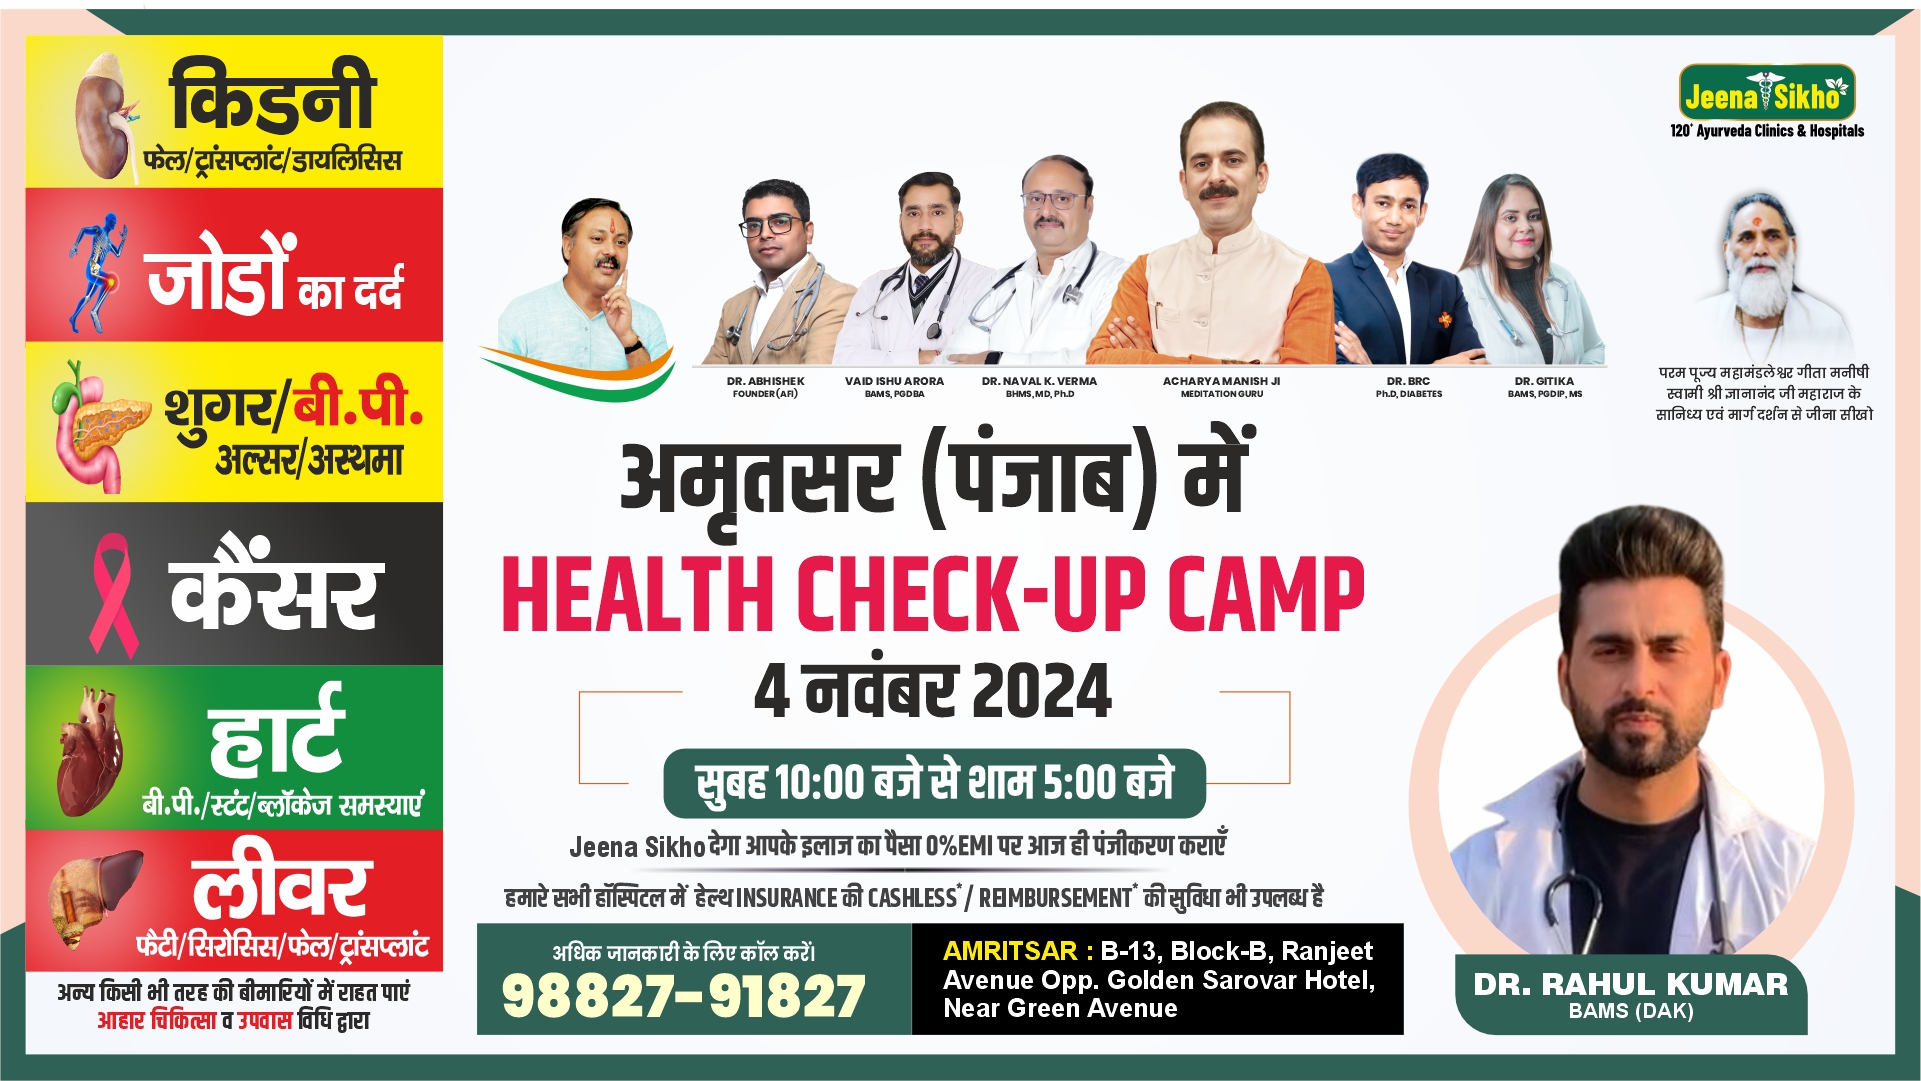 किडनी
फेल/ट्रांसप्लांट/डायलिसिस
जोडों का दर्द
शुगर/बी.पी.
अल्सर/अस्थमा
कैंसर
हार्ट
बी.पी./स्टंट/ब्लॉकेज समस्याएं
लीवर
फैटी/सिरोसिस/फेल/ट्रांसप्लांट
अन्य किसी भी तरह की बीमारियों में राहत पाएं
आहार चिकित्सा व उपवास विधि द्वारा
Jeena Sikho
120+ Ayurveda Clinics & Hospitals
DR. ABHISHEK
FOUNDER (AFI)
VAID ISHU ARORA
BAMS, PGDBA
DR. NAVAL K. VERMA
BHMS, MD, Ph.D
ACHARYA MANISH JI
MEDITATION GURU
DR. BRC
Ph.D, DIABETES
DR. GITIKA
BAMS, PGDIP, MS
परम पूज्य महामंडलेश्वर गीता मनीषी
स्वामी श्री ज्ञानानंद जी महाराज के
सानिध्य एवं मार्ग दर्शन से जीना सीखो
अमृतसर (पंजाब) में
HEALTH CHECK-UP CAMP
4 नवंबर 2024
सुबह 10:00 बजे से शाम 5:00 बजे
Jeena Sikho देगा आपके इलाज का पैसा 0%EMI पर आज ही पंजीकरण कराएँ
हमारे सभी हॉस्पिटल में हेल्थ INSURANCE की CASHLESS* / REIMBURSEMENT* की सुविधा भी उपलब्ध है
अधिक जानकारी के लिए कॉल करें।
98827-91827
AMRITSAR : B-13, Block-B, Ranjeet
Avenue Opp. Golden Sarovar Hotel,
Near Green Avenue
DR. RAHUL KUMAR
BAMS (DAK)